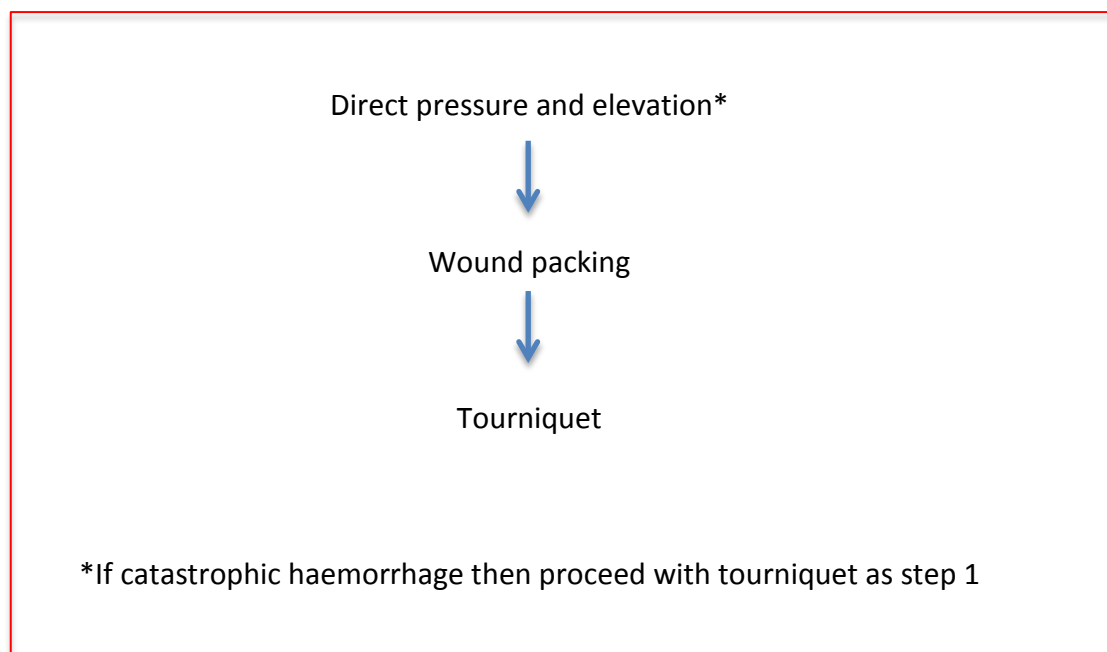 Direct pressure and elevation*
Wound packing
Tourniquet
*If catastrophic haemorrhage then proceed with tourniquet as step 1